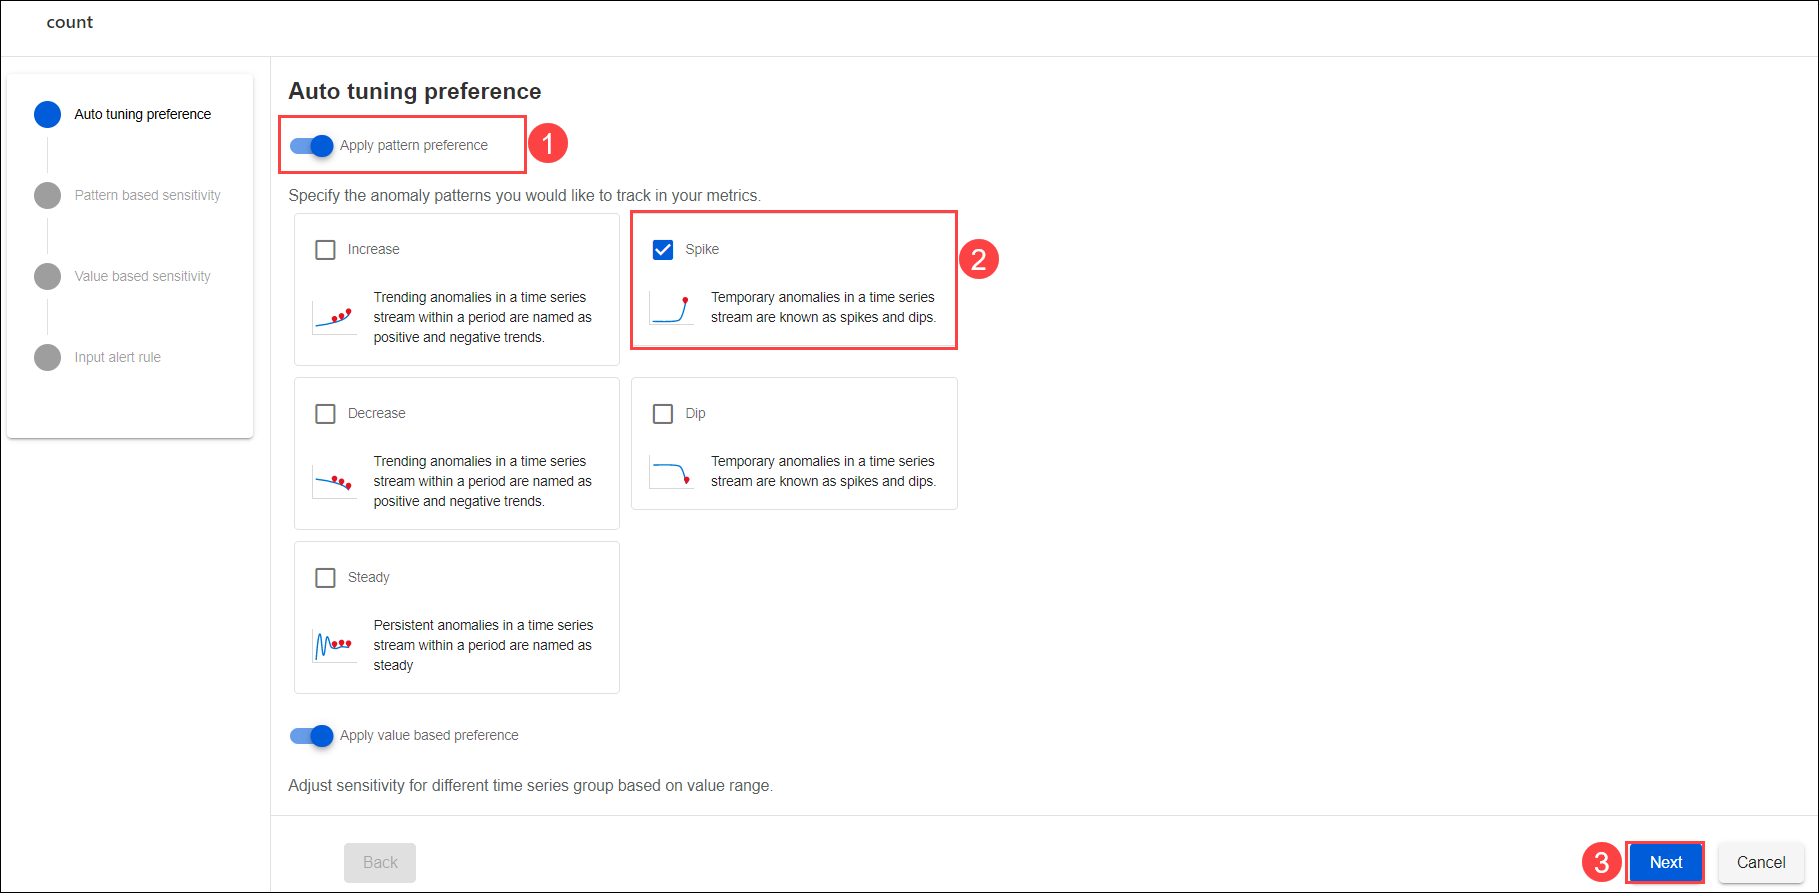 count
Auto tuning preference
Pattern based sensitivity
Value based sensitivity
Input alert rule
Auto tuning preference
Apply pattern preference
1
Specify the anomaly patterns you would like to track in your metrics.
Increase
Trending anomalies in a time series
stream within a period are named as
positive and negative trends.
Spike
Temporary anomalies in a time series
stream are known as spikes and dips.
2
Decrease
Trending anomalies in a time series
stream within a period are named as
positive and negative trends.
Dip
Temporary anomalies in a time series
stream are known as spikes and dips.
Steady
Persistent anomalies in a time series
stream within a period are named as
steady
Apply value based preference
Adjust sensitivity for different time series group based on value range.
Back
3
Next
Cancel